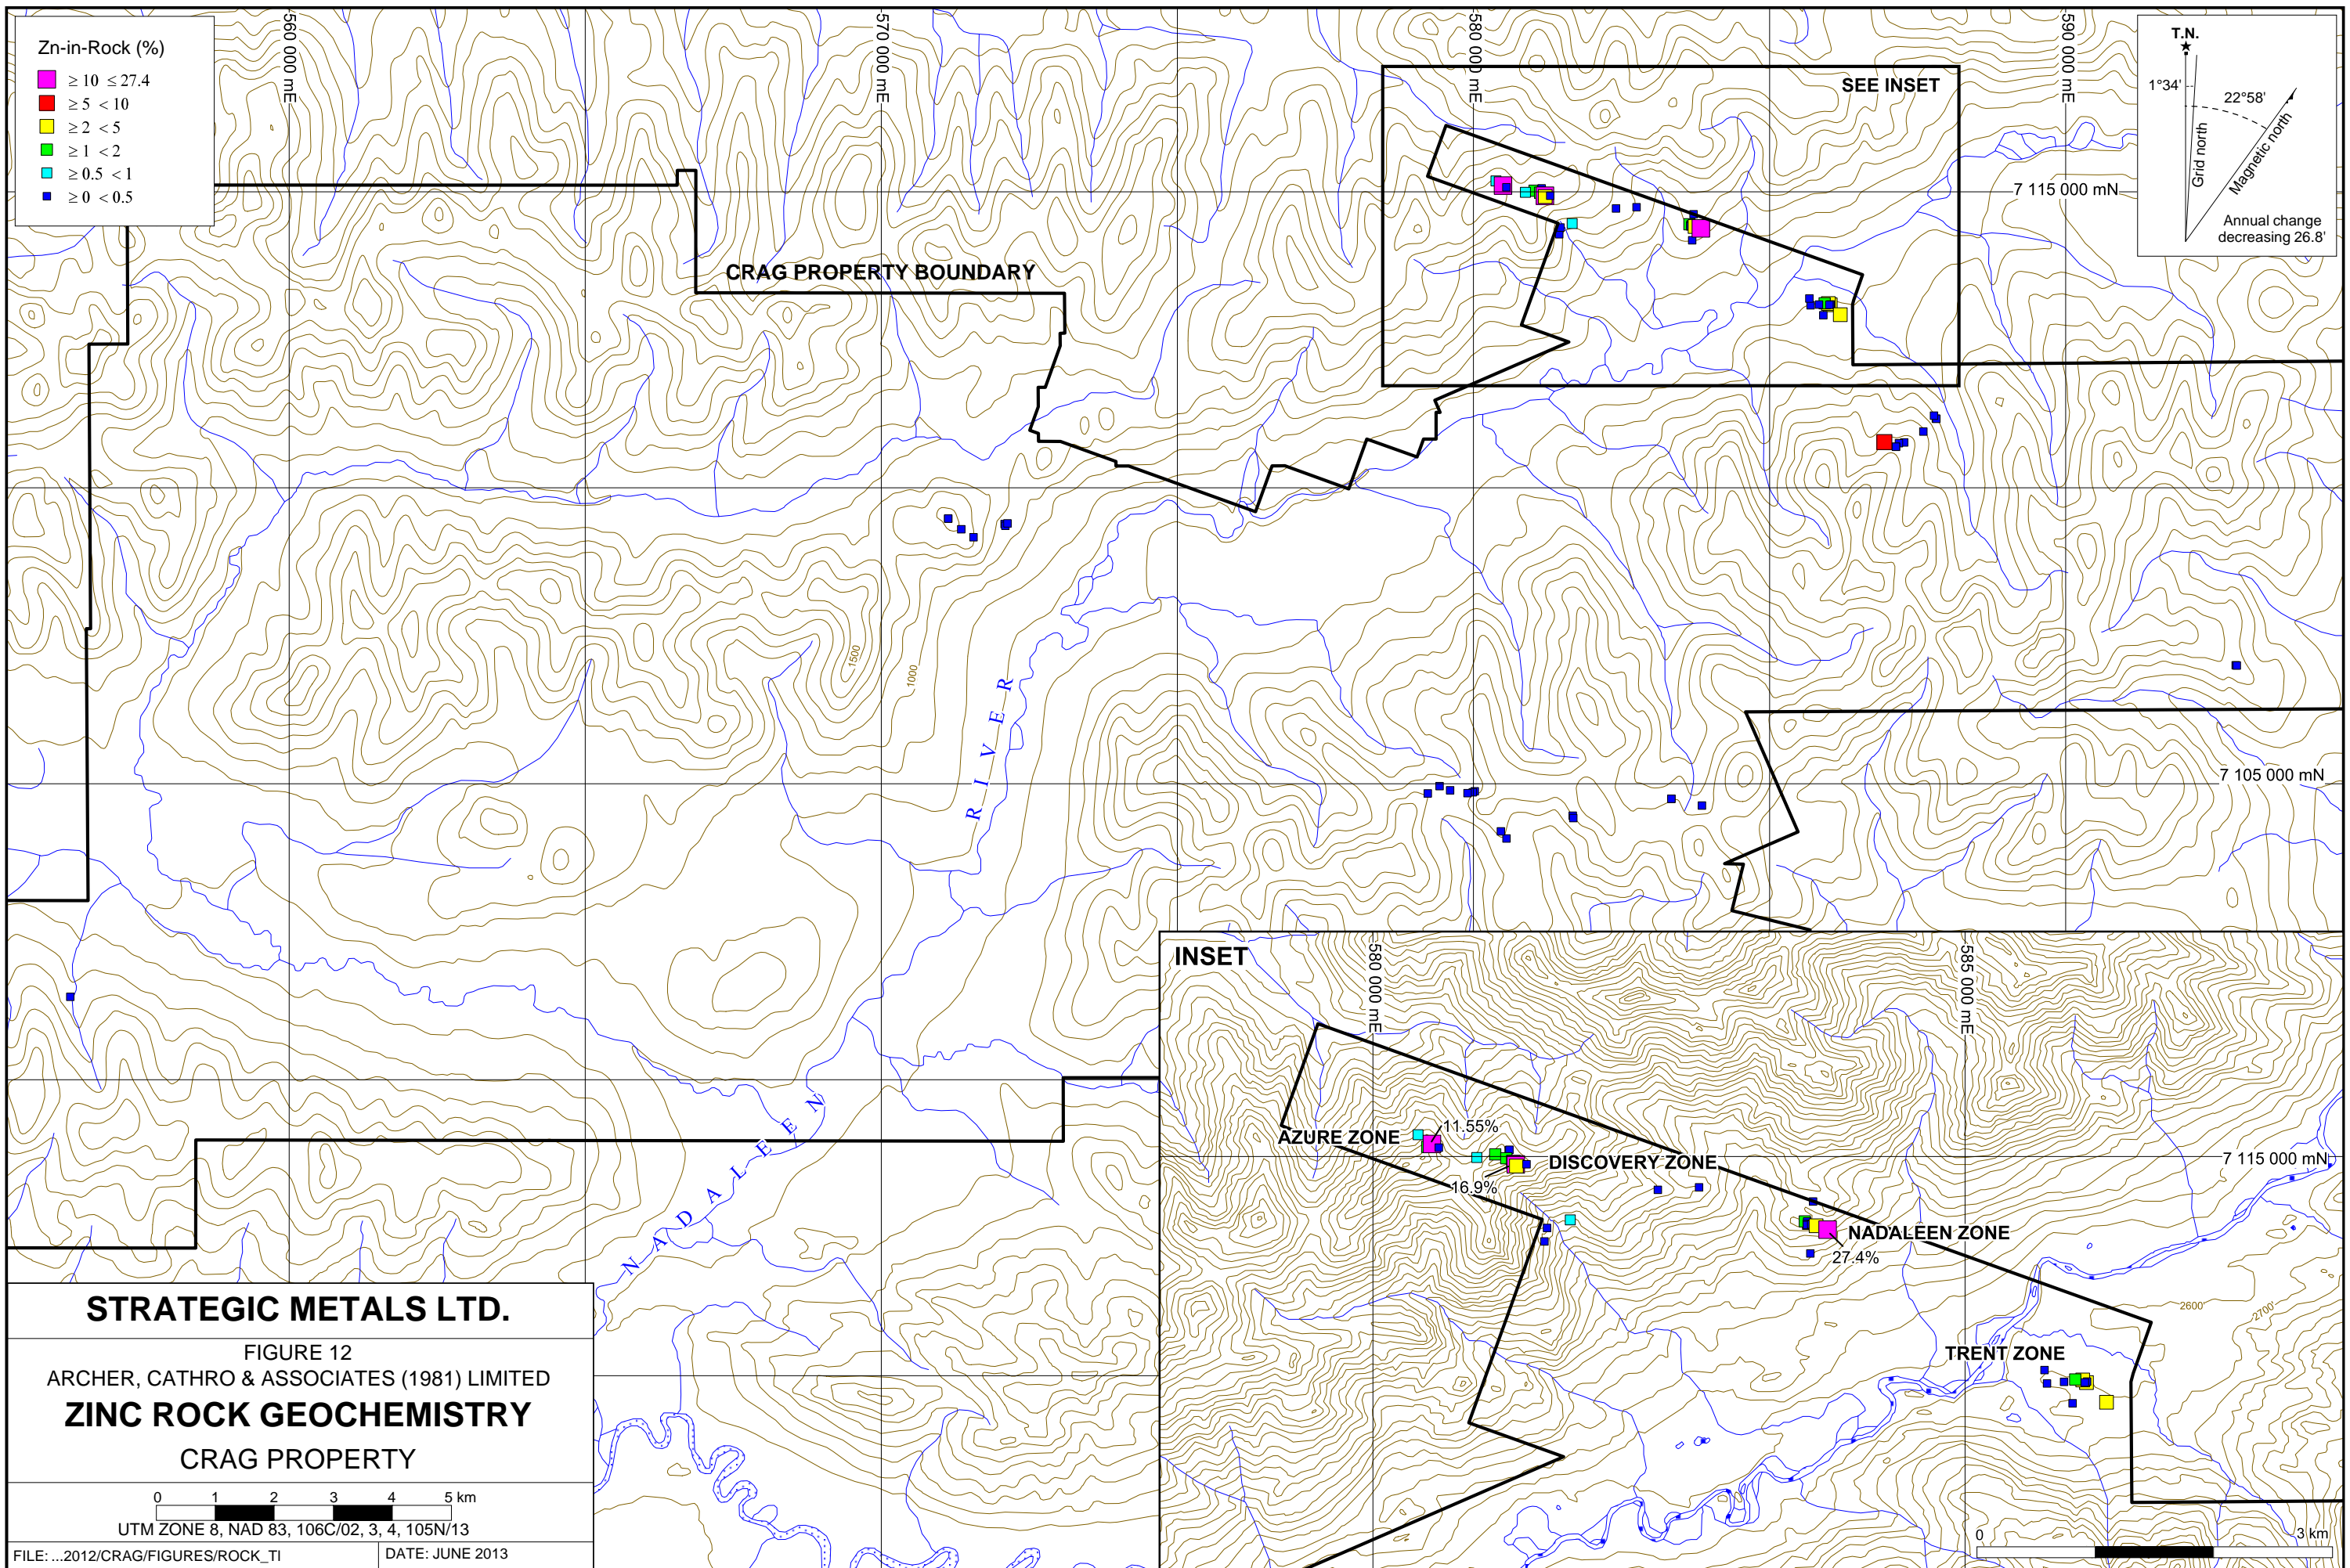 Zn-in-Rock (%)
≥ 10 ≤ 27.4
≥ 5 < 10
≥ 2 < 5
≥ 1 < 2
≥ 0.5 < 1
≥ 0 < 0.5
560 000 mE
570 000 mE
580 000 mE
590 000 mE
SEE INSET
T.N.
1°34'
22°58'
Grid north
Magnetic north
Annual change
decreasing 26.8'
7 115 000 mN
CRAG PROPERTY BOUNDARY
1500
1000
7 105 000 mN
NADALEEN RIVER
INSET
580 000 mE
585 000 mE
AZURE ZONE
11.55%
DISCOVERY ZONE
16.9%
7 115 000 mN
NADALEEN ZONE
27.4%
2600
2700
TRENT ZONE
0 3 km
STRATEGIC METALS LTD.
FIGURE 12
ARCHER, CATHRO & ASSOCIATES (1981) LIMITED
ZINC ROCK GEOCHEMISTRY
CRAG PROPERTY
0 1 2 3 4 5 km
UTM ZONE 8, NAD 83, 106C/02, 3, 4, 105N/13
FILE: ...2012/CRAG/FIGURES/ROCK_TI
DATE: JUNE 2013